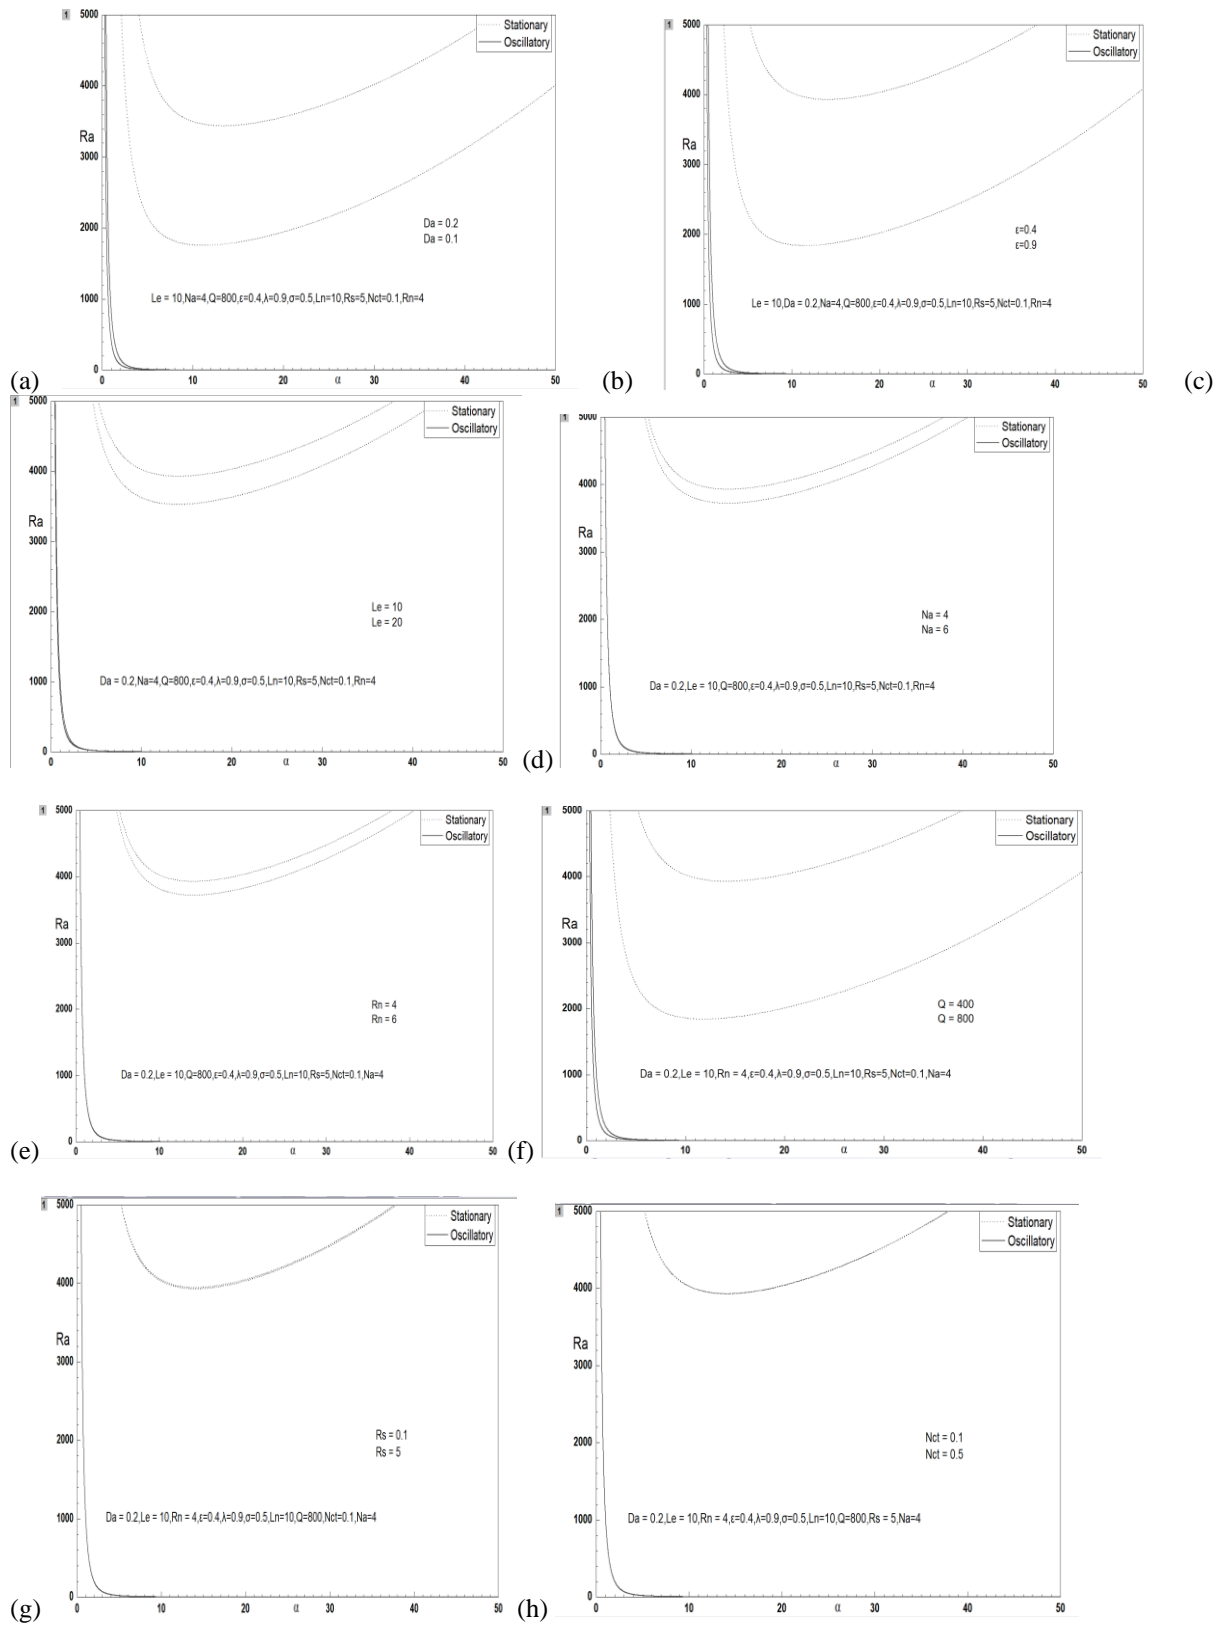 1
5000
4000
3000
2000
1000
0
Ra
Stationary
Oscillatory
Da = 0.2
Da = 0.1
Le = 10,Na=4,Q=800,ε=0.4,λ=0.9,σ=0.5,Ln=10,Rs=5,Nct=0.1,Rn=4
0 10 20 30 α 40 50
(a)
1
5000
4000
3000
2000
1000
0
Ra
Stationary
Oscillatory
ε=0.4
ε=0.9
Le = 10,Da = 0.2,Na=4,Q=800,ε=0.4,λ=0.9,σ=0.5,Ln=10,Rs=5,Nct=0.1,Rn=4
0 10 20 α 30 40 50
(b)
(c)
1
5000
4000
3000
2000
1000
0
Ra
Stationary
Oscillatory
Le = 10
Le = 20
Da = 0.2,Na=4,Q=800,ε=0.4,λ=0.9,σ=0.5,Ln=10,Rs=5,Nct=0.1,Rn=4
0 10 20 α 30 40 50
(d)
1
5000
4000
3000
2000
1000
0
Ra
Stationary
Oscillatory
Na = 4
Na = 6
Da = 0.2,Le = 10,Q=800,ε=0.4,λ=0.9,σ=0.5,Ln=10,Rs=5,Nct=0.1,Rn=4
0 10 20 α 30 40 50
1
5000
4000
3000
2000
1000
0
Ra
Stationary
Oscillatory
Rn = 4
Rn = 6
Da = 0.2,Le = 10,Q=800,ε=0.4,λ=0.9,σ=0.5,Ln=10,Rs=5,Nct=0.1,Na=4
0 10 20 α 30 40 50
(e)
1
5000
4000
3000
2000
1000
0
Ra
Stationary
Oscillatory
Q = 400
Q = 800
Da = 0.2,Le = 10,Rn = 4,ε=0.4,λ=0.9,σ=0.5,Ln=10,Rs=5,Nct=0.1,Na=4
0 10 20 α 30 40 50
(f)
1
5000
4000
3000
2000
1000
0
Ra
Stationary
Oscillatory
Rs = 0.1
Rs = 5
Da = 0.2,Le = 10,Rn = 4,ε=0.4,λ=0.9,σ=0.5,Ln=10,Q=800,Nct=0.1,Na=4
0 10 20 α 30 40 50
(g)
1
5000
4000
3000
2000
1000
0
Ra
Stationary
Oscillatory
Nct = 0.1
Nct = 0.5
Da = 0.2,Le = 10,Rn = 4,ε=0.4,λ=0.9,σ=0.5,Ln=10,Q=800,Rs = 5,Na=4
0 10 20 α 30 40 50
(h)